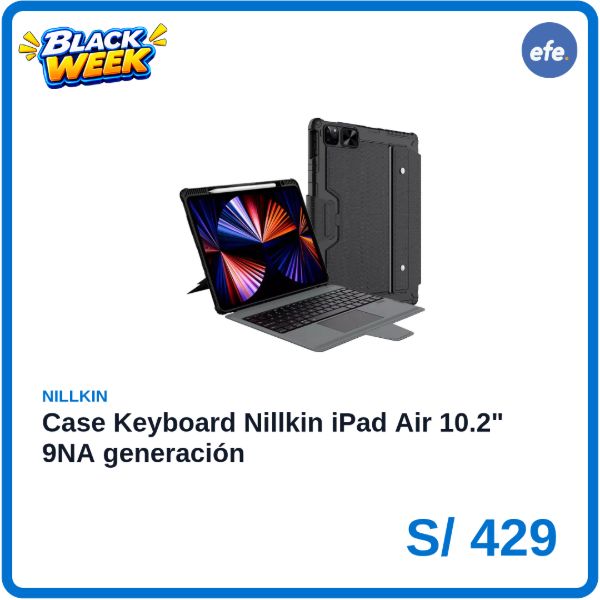 BLACK
WEEK
efe.
NILLKIN
Case Keyboard Nillkin iPad Air 10.2"
9NA generación
S/ 429